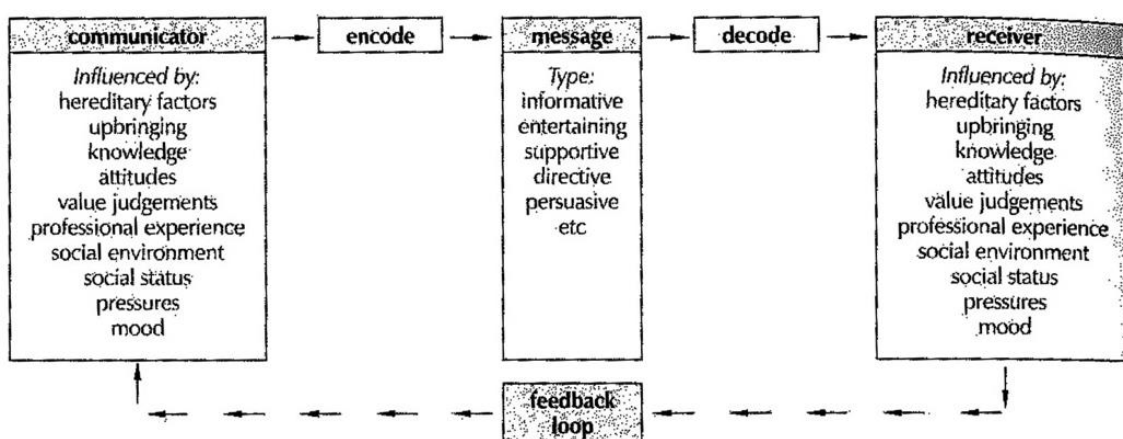 communicator
encode
message
decode
receiver
Influenced by:
hereditary factors
upbringing
knowledge
attitudes
value judgements
professional experience
social environment
social status
pressures
mood
Type:
informative
entertaining
supportive
directive
persuasive
etc
Influenced by:
hereditary factors
upbringing
knowledge
attitudes
value judgements
professional experience
social environment
social status
pressures
mood
feedback
loop